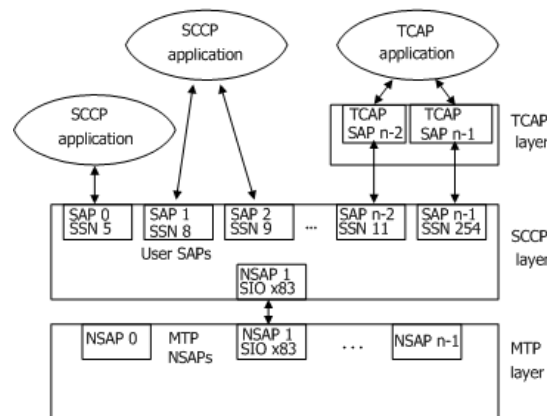 SCCP
application
TCAP
application
SCCP
application
TCAP
SAP n-2
TCAP
SAP n-1
TCAP
layer
SAP 0
SSN 5
SAP 1
SSN 8
SAP 2
SSN 9
...
SAP n-2
SSN 11
SAP n-1
SSN 254
User SAPs
SCCP
layer
NSAP 1
SIO x83
NSAP 0
MTP
NSAPs
NSAP 1
SIO x83
. . .
NSAP n-1
MTP
layer